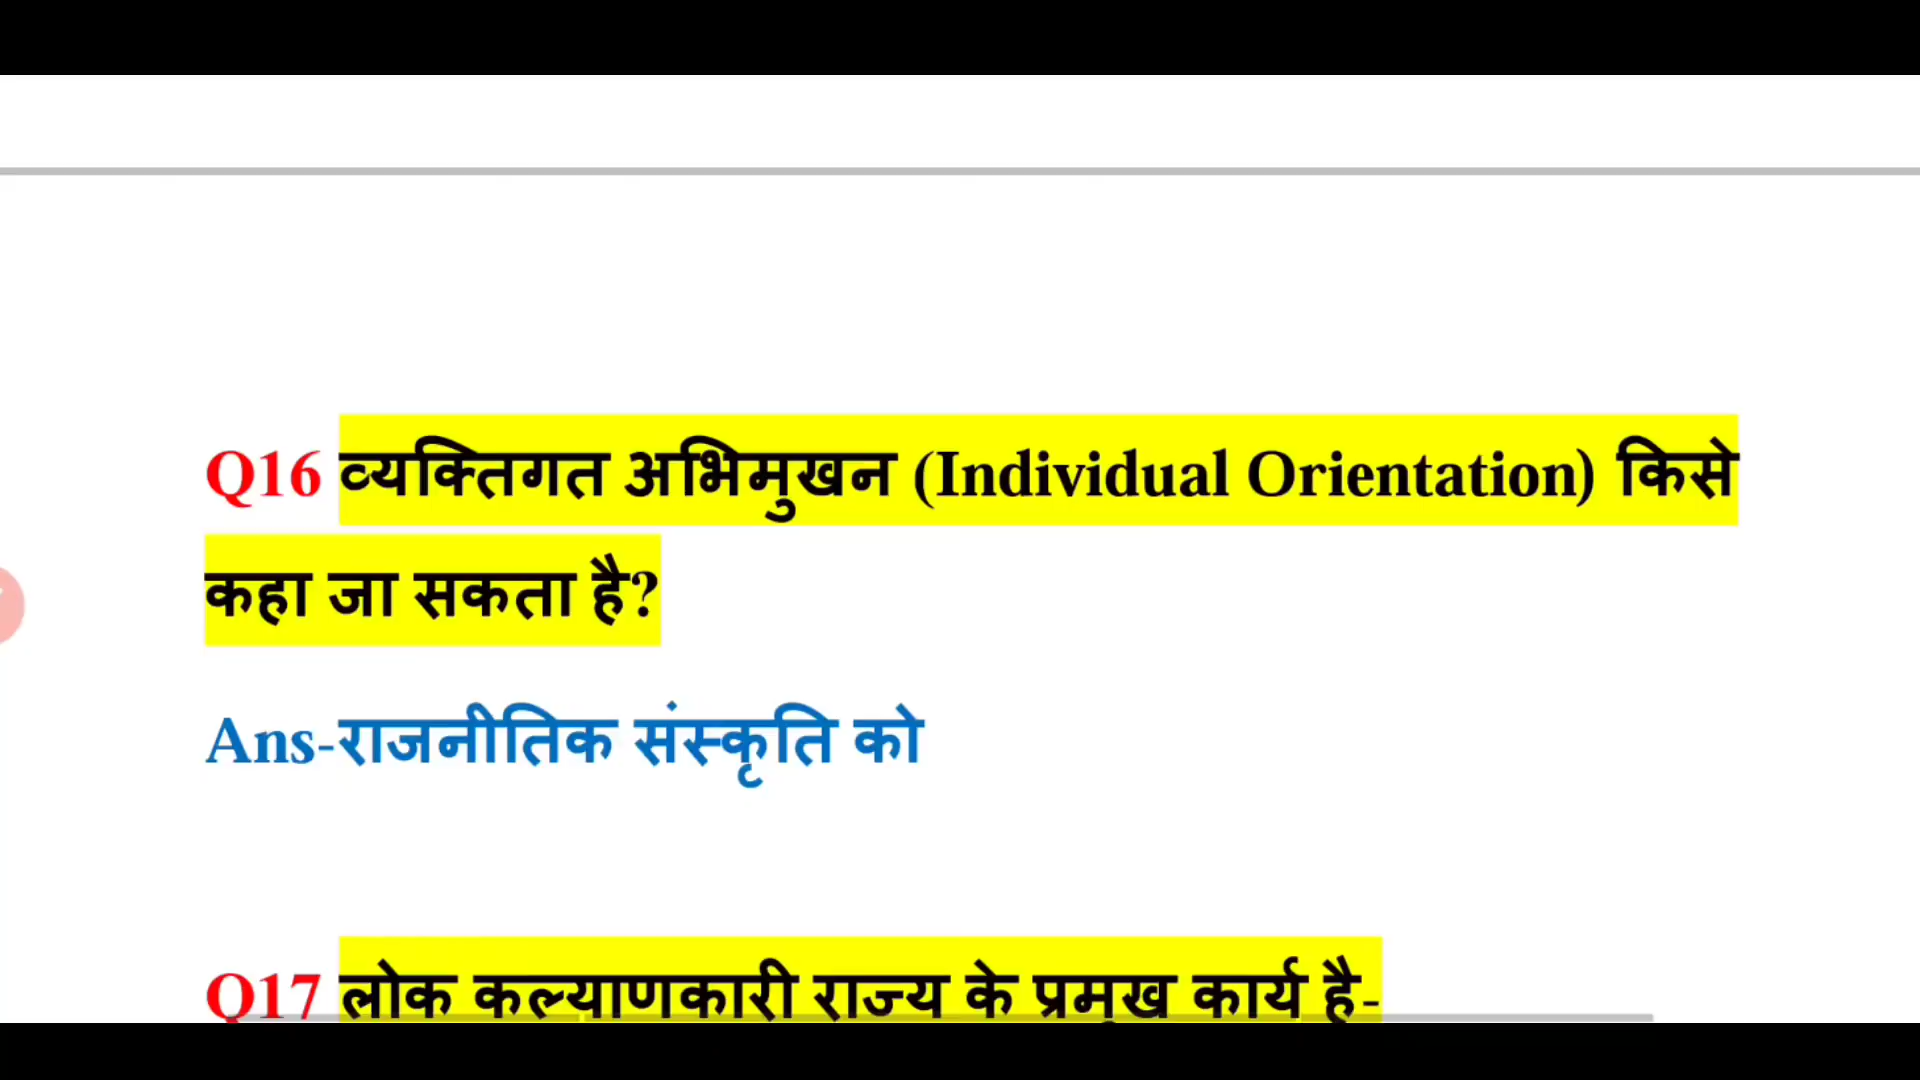 Q16 व्यक्तिगत अभिमुखन (Individual Orientation) किसे
कहा जा सकता है?
Ans-राजनीतिक संस्कृति को
Q17 लोक कल्याणकारी राज्य के प्रमुख कार्य है-